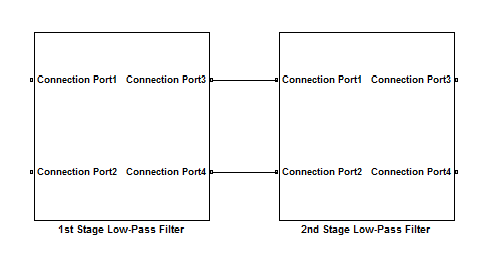 Connection Port1 Connection Port3 Connection Port1 Connection Port3
Connection Port2 Connection Port4 Connection Port2 Connection Port4
1st Stage Low-Pass Filter 2nd Stage Low-Pass Filter